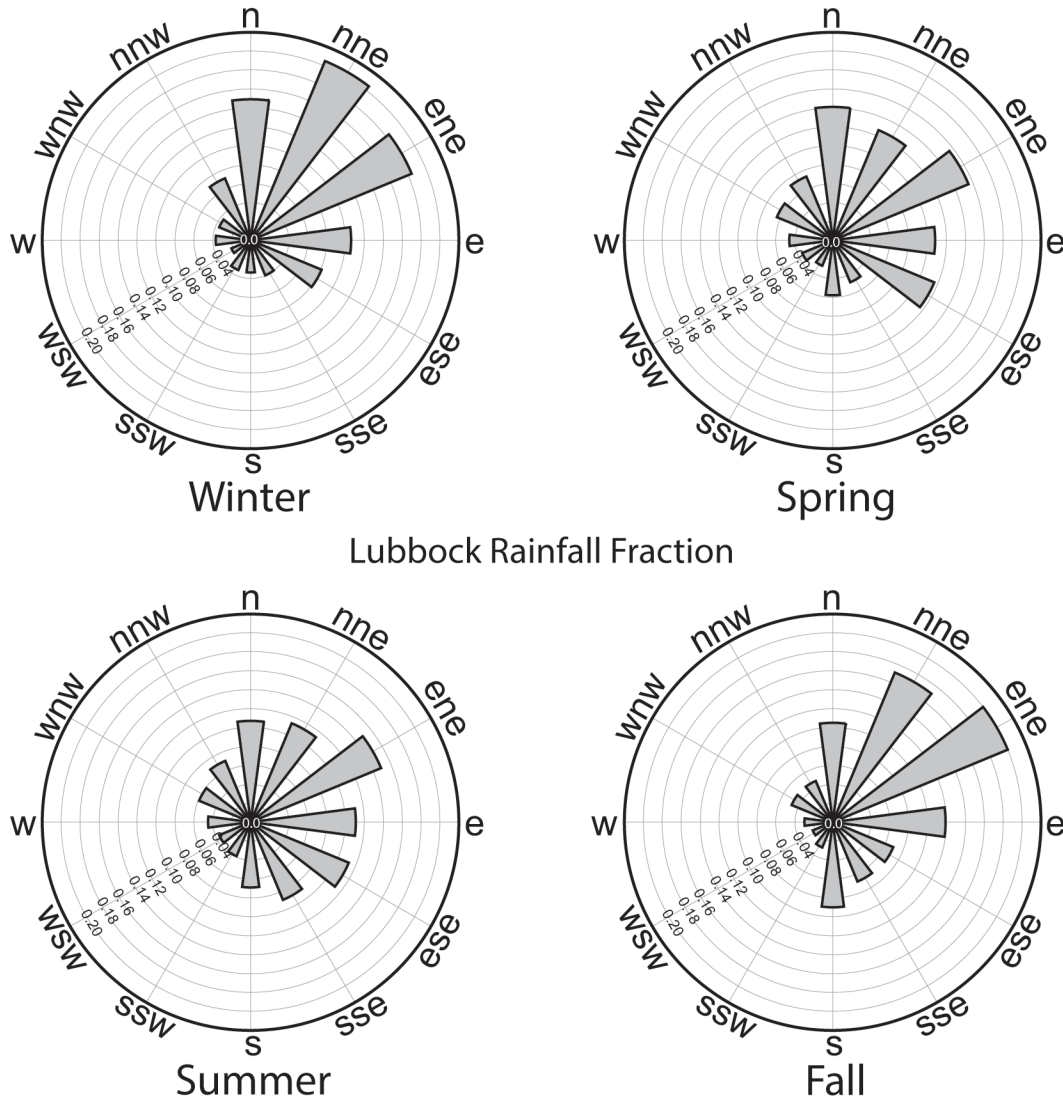 n
nne
ene
e
ese
sse
s
ssw
wsw
w
wnw
nnw
0.0
0.04
0.06
0.08
0.10
0.12
0.14
0.16
0.18
0.20
Winter
n
nne
ene
e
ese
sse
s
ssw
wsw
w
wnw
nnw
0.0
0.04
0.06
0.08
0.10
0.12
0.14
0.16
0.18
0.20
Spring
Lubbock Rainfall Fraction
n
nne
ene
e
ese
sse
s
ssw
wsw
w
wnw
nnw
0.0
0.04
0.06
0.08
0.10
0.12
0.14
0.16
0.18
0.20
Summer
n
nne
ene
e
ese
sse
s
ssw
wsw
w
wnw
nnw
0.0
0.04
0.06
0.08
0.10
0.12
0.14
0.16
0.18
0.20
Fall